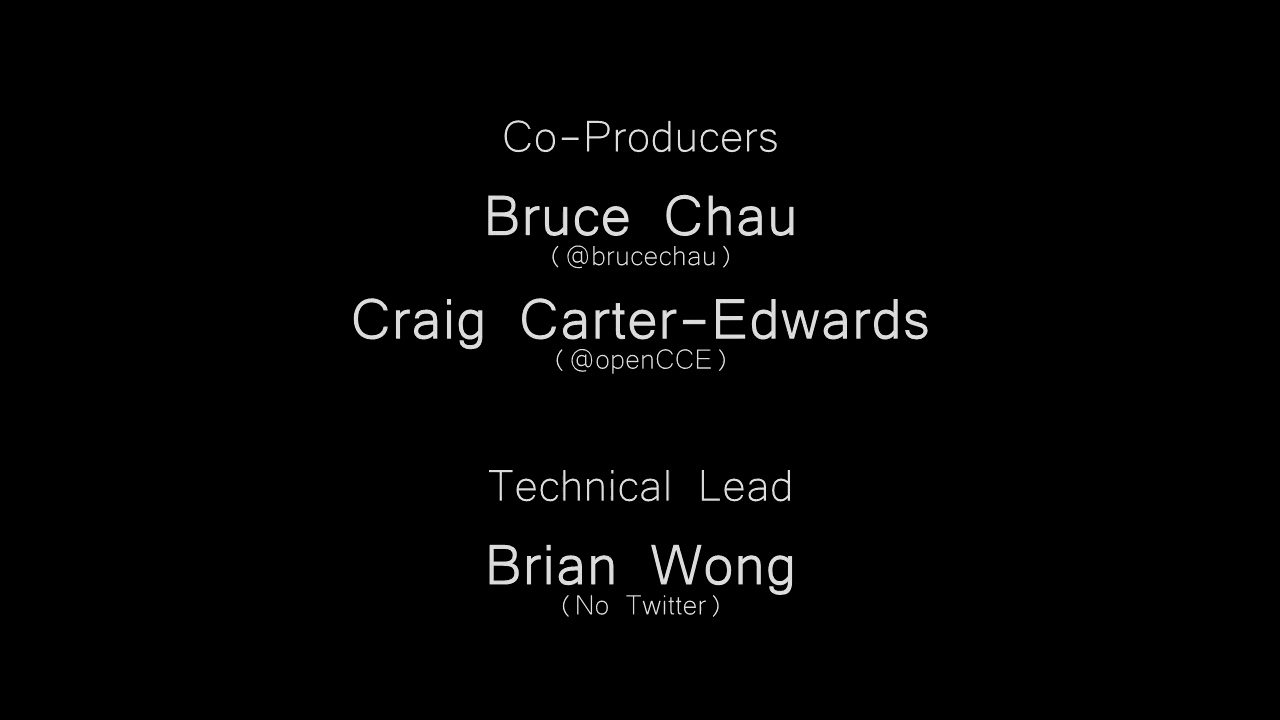 Co-Producers
Bruce Chau
(@brucechau)
Craig Carter-Edwards
(@openCCE)
Technical Lead
Brian Wong
(No Twitter)